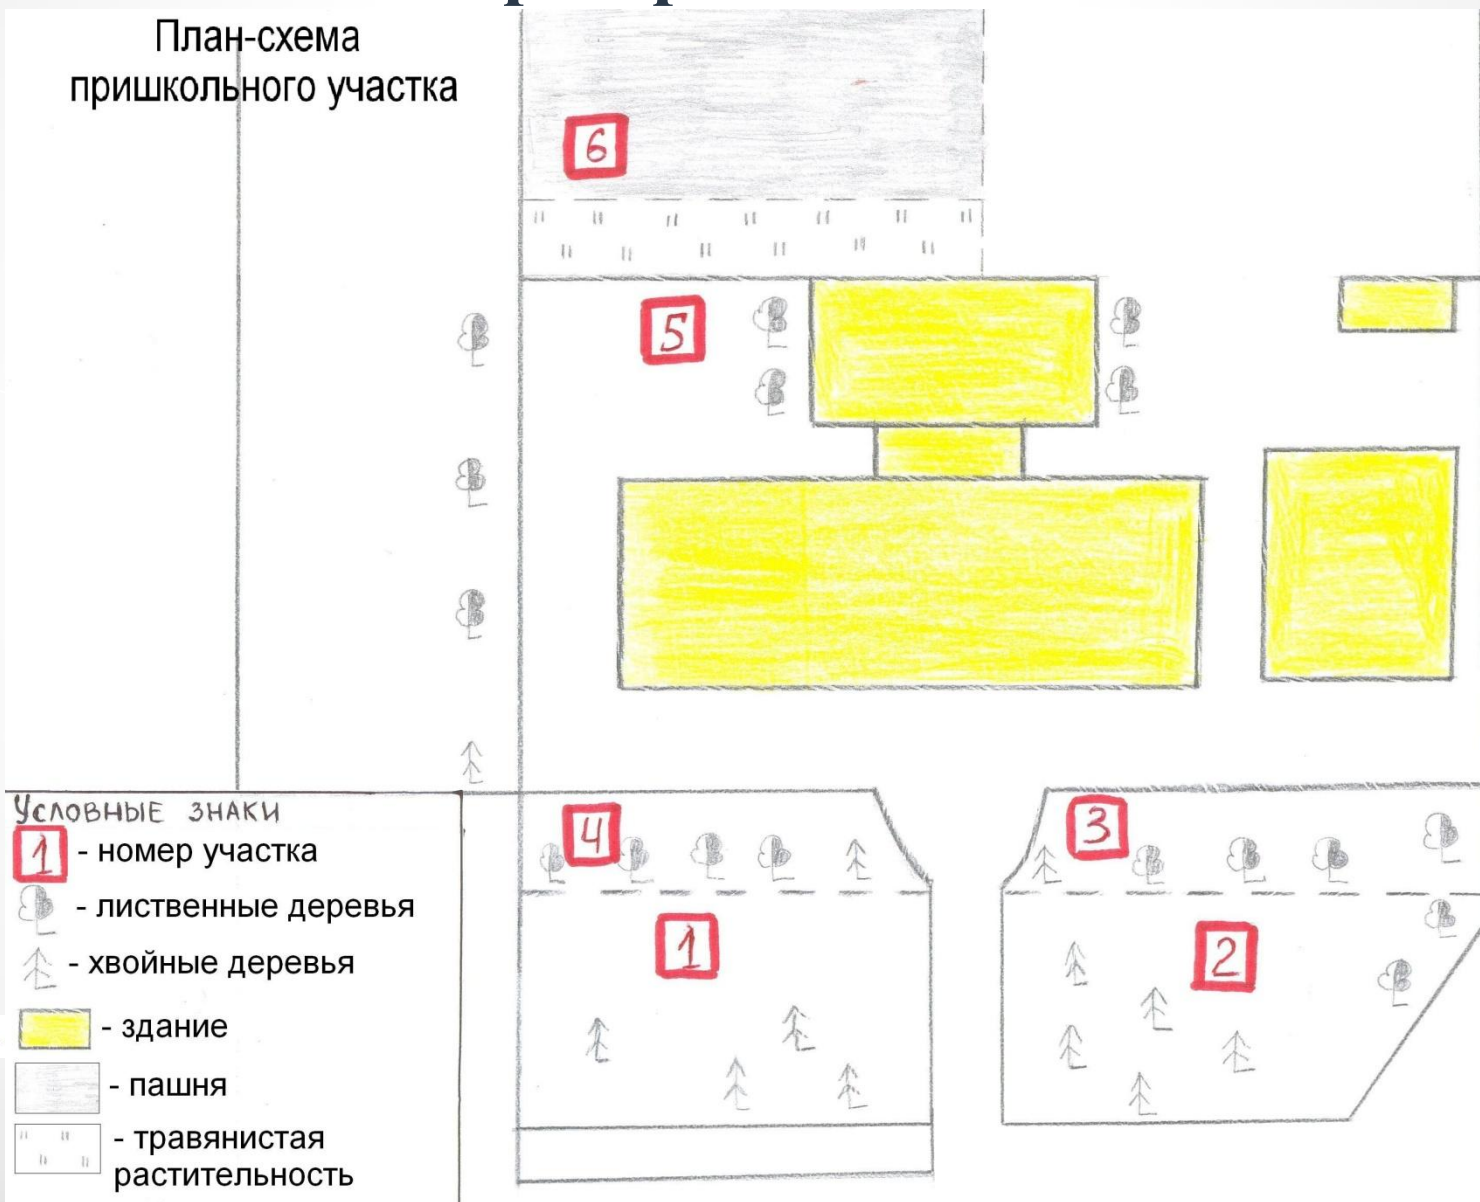 План-схема
пришкольного участка
6
5
4
3
1
2
Условные знаки
1 - номер участка
- лиственные деревья
- хвойные деревья
- здание
- пашня
- травянистая
растительность